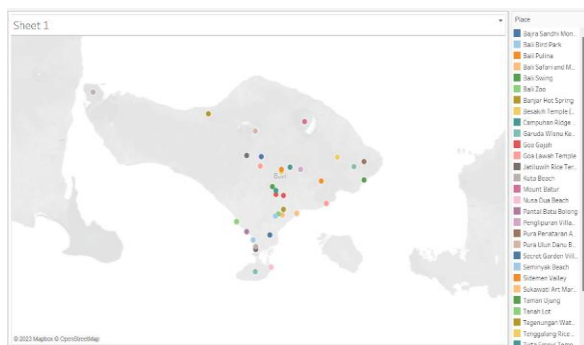 Sheet 1
Bali
© 2023 Mapbox © OpenStreetMap
Place
Bajra Sandhi Mon..
Bali Bird Park
Bali Pulina
Bali Safari and M..
Bali Swing
Bali Zoo
Banjar Hot Spring
Besakih Temple (..
Campuhan Ridge..
Garuda Wisnu Ke..
Goa Gajah
Goa Lawah Temple
Jatiluwih Rice Ter..
Kuta Beach
Mount Batur
Nusa Dua Beach
Pantai Batu Bolong
Penglipuran Villa..
Pura Penataran A..
Pura Ulun Danu B..
Secret Garden Vill..
Seminyak Beach
Sidemen Valley
Sukawati Art Mar..
Taman Ujung
Tanah Lot
Tegenungan Wat..
Tegallalang Rice..
Tirta Empul Temp..